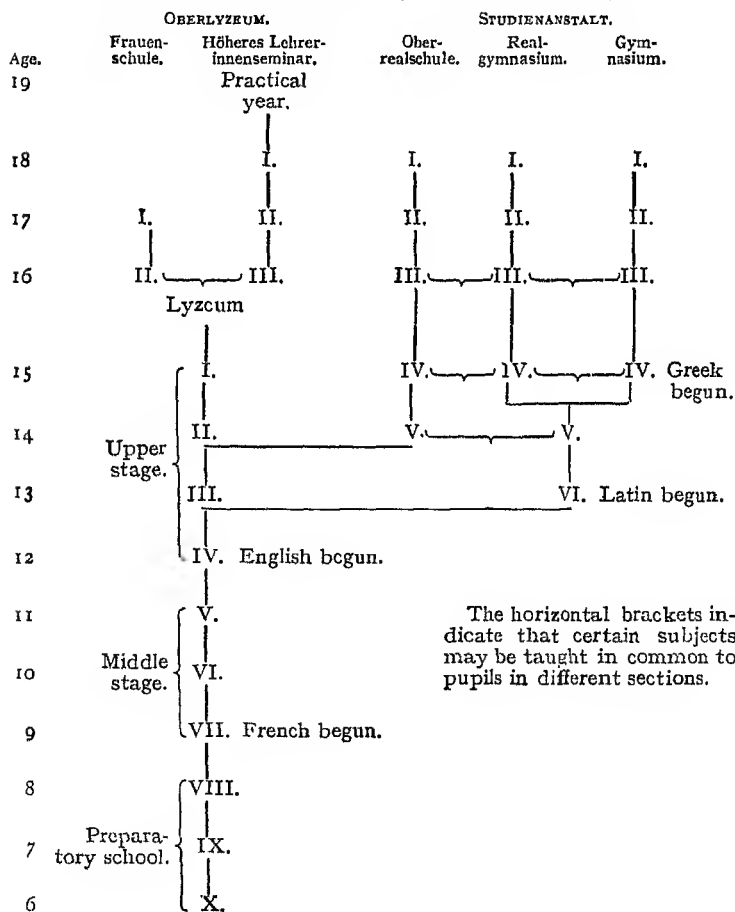 OBERLYZEUM. STUDIENANSTALT.
Age. Frauen-schule. Höheres Lehrer-innenseminar. Ober-realschule. Real-gymnasium. Gym-nasium.
19 Practical
year.
18 I. I. I. I.
17 I. II. II. II. II.
16 II. III. III. III. III.
Lyzeum
15 I. IV. IV. IV. Greek
begun.
14 II. V. V.
Upper
stage.
13 III. VI. Latin begun.
12 IV. English begun.
11 V.
The horizontal brackets in-
dicate that certain subjects
may be taught in common to
pupils in different sections.
Middle
stage.
10 VI.
9 VII. French begun.
8 VIII.
Prepara-
tory school.
7 IX.
6 X.